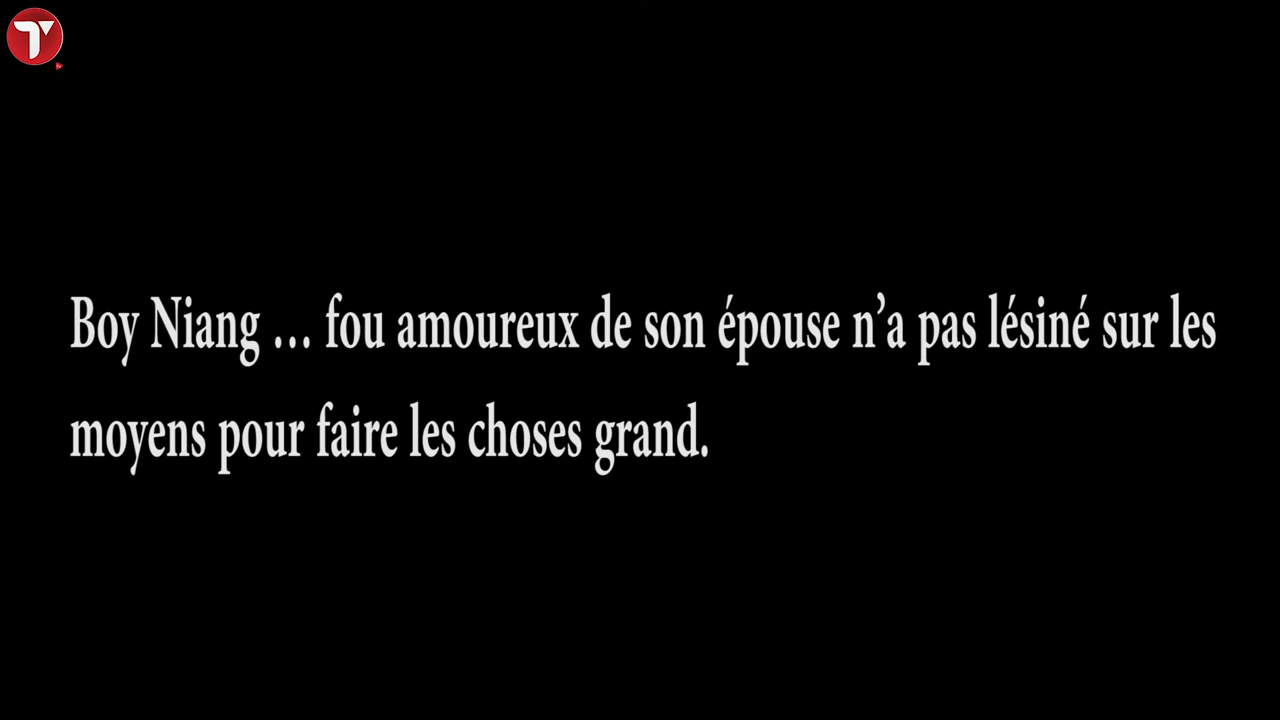 Boy Niang ... fou amoureux de son épouse n’a pas lésiné sur les
moyens pour faire les choses grand.